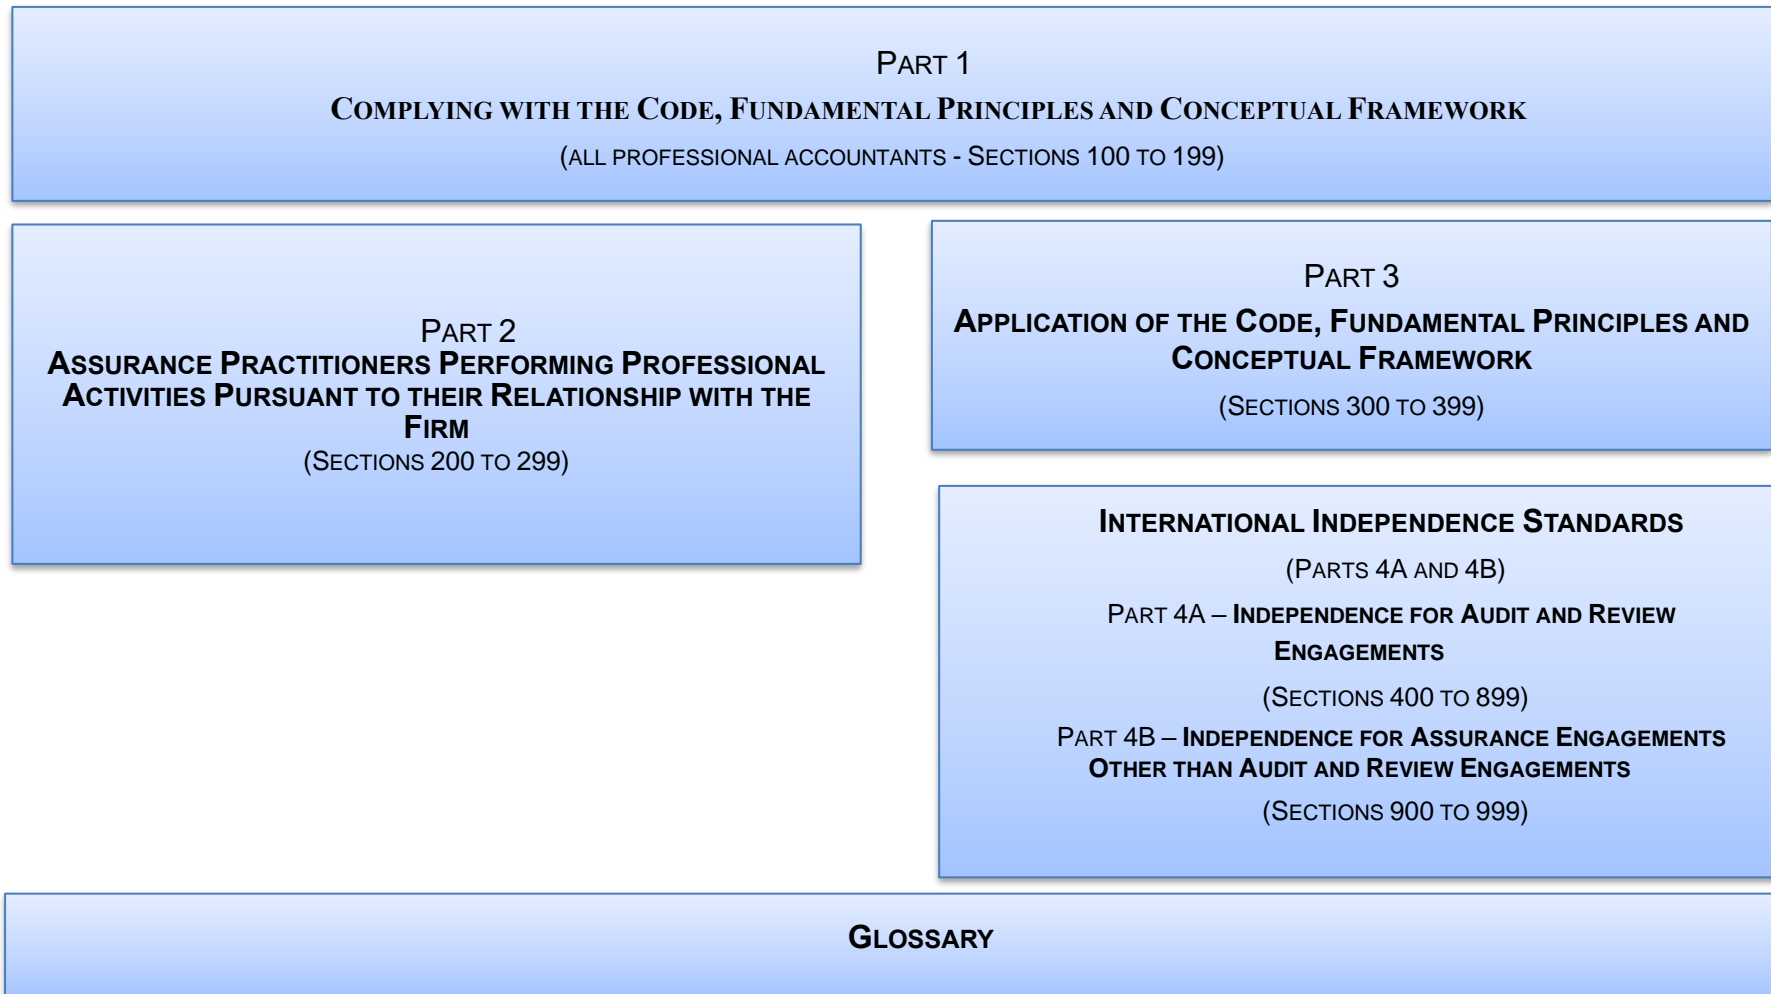 PART 1
COMPLYING WITH THE CODE, FUNDAMENTAL PRINCIPLES AND CONCEPTUAL FRAMEWORK
(ALL PROFESSIONAL ACCOUNTANTS - SECTIONS 100 TO 199)
PART 2
ASSURANCE PRACTITIONERS PERFORMING PROFESSIONAL
ACTIVITIES PURSUANT TO THEIR RELATIONSHIP WITH THE
FIRM
(SECTIONS 200 TO 299)
PART 3
APPLICATION OF THE CODE, FUNDAMENTAL PRINCIPLES AND
CONCEPTUAL FRAMEWORK
(SECTIONS 300 TO 399)
INTERNATIONAL INDEPENDENCE STANDARDS
(PARTS 4A AND 4B)
PART 4A – INDEPENDENCE FOR AUDIT AND REVIEW
ENGAGEMENTS
(SECTIONS 400 TO 899)
PART 4B – INDEPENDENCE FOR ASSURANCE ENGAGEMENTS
OTHER THAN AUDIT AND REVIEW ENGAGEMENTS
(SECTIONS 900 TO 999)
GLOSSARY